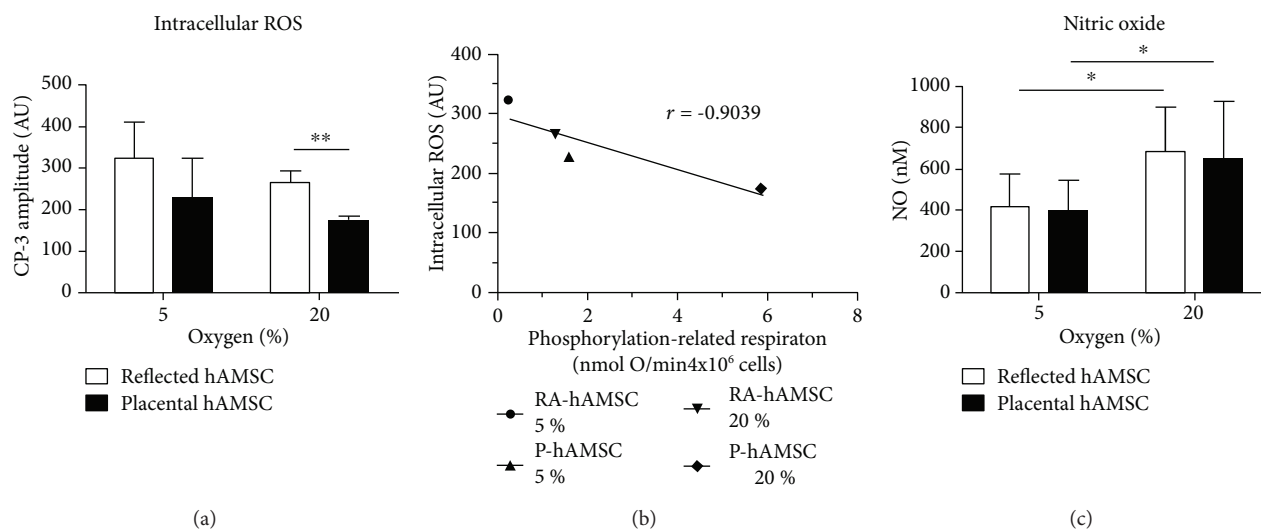 Intracellular ROS
CP-3 amplitude (AU)
500
400
300
200
100
0
**
5
20
Oxygen (%)
Reflected hAMSC
Placental hAMSC
(a)
Intracellular ROS (AU)
400
300
200
100
0
r = -0.9039
0
2
4
6
8
Phosphorylation-related respiraton
(nmol O/min4x10⁶ cells)
RA-hAMSC
5 %
RA-hAMSC
20 %
P-hAMSC
5 %
P-hAMSC
20 %
(b)
Nitric oxide
NO (nM)
1000
800
600
400
200
0
*
*
5
20
Oxygen (%)
Reflected hAMSC
Placental hAMSC
(c)